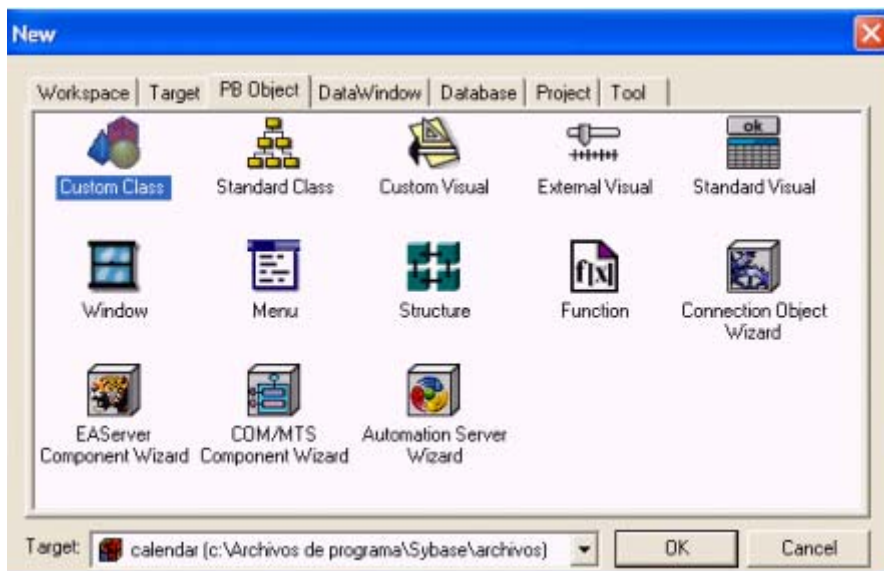 New
Workspace Target PB Object DataWindow Database Project Tool
ok
Custom Class Standard Class Custom Visual External Visual Standard Visual
f(x)
Window Menu Structure Function Connection Object
Wizard
EAServer COM/MTS Automation Server
Component Wizard Component Wizard Wizard
Target: calendar (c:\Archivos de programa\Sybase\archivos) OK Cancel